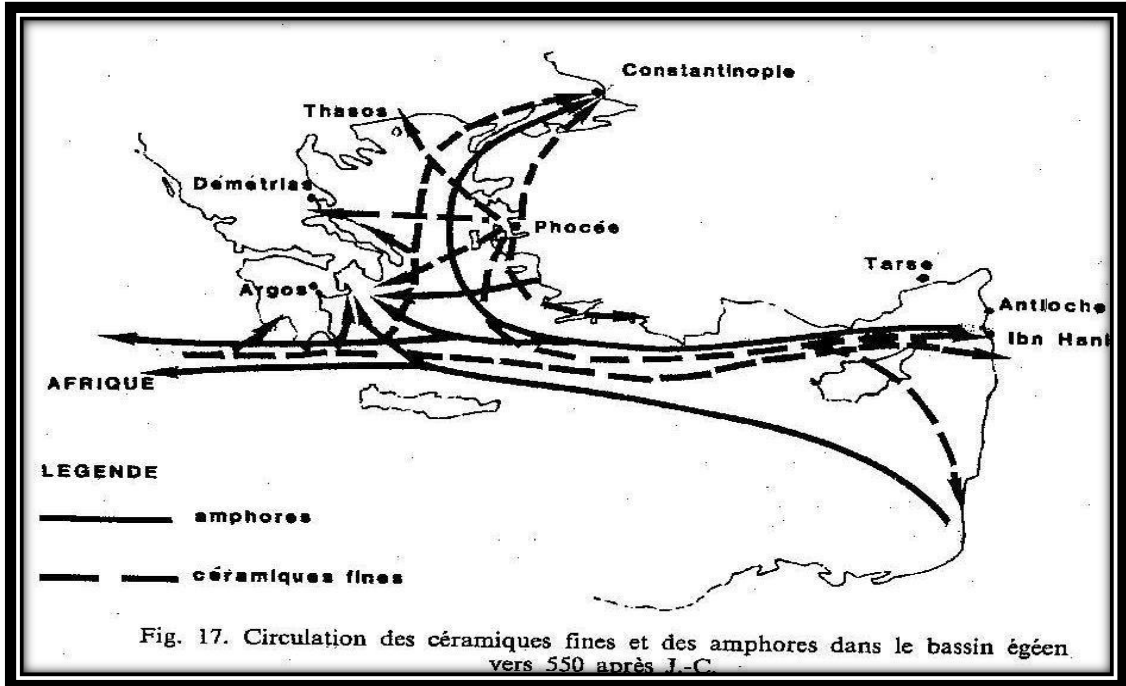 Constantinople
Thasos
Démétrias
Phocée
Argos
Tarse
Antioche
Ibn Hani
AFRIQUE
LEGENDE
amphores
céramiques fines
Fig. 17. Circulation des céramiques fines et des amphores dans le bassin égéen
vers 550 après J.-C.